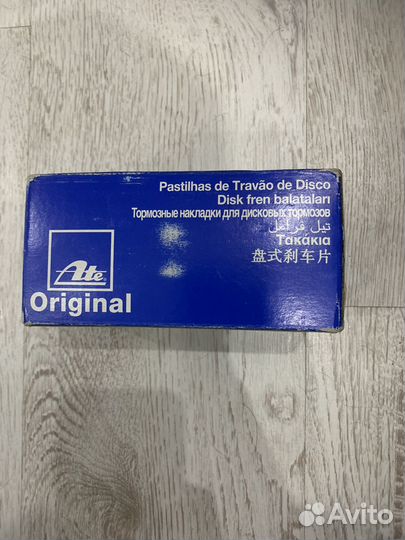 Pastilhas de Travão de Disco
Disk fren balataları
Тормозные накладки для дисковых тормозов
تيل فرامل
Τακάκια
盘式刹车片
Ate
Original
Avito